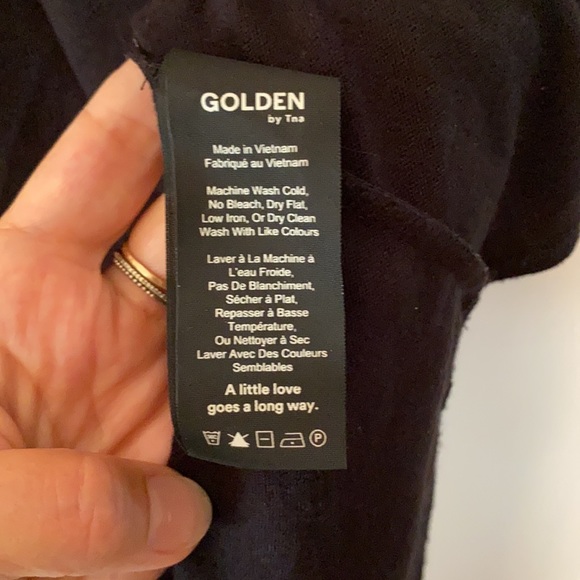 GOLDEN
by Tna
Made in Vietnam
Fabriqué au Vietnam
Machine Wash Cold,
No Bleach, Dry Flat,
Low Iron, Or Dry Clean
Wash With Like Colours
Laver à La Machine à
L'eau Froide,
Pas De Blanchiment,
Sécher à Plat,
Repasser à Basse
Température,
Ou Nettoyer à Sec
Laver Avec Des Couleurs
Semblables
A little love
goes a long way.
P